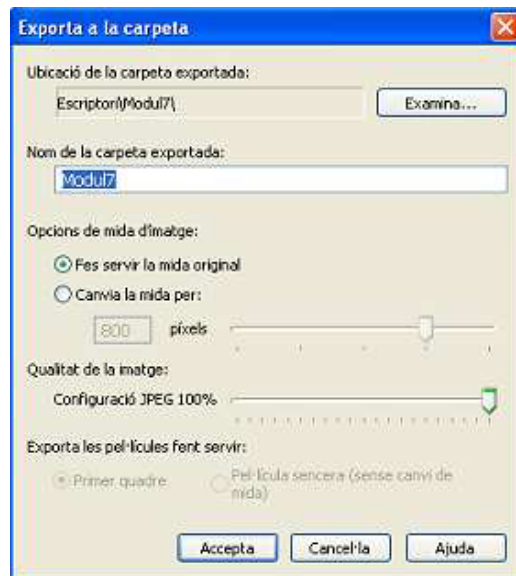 Exporta a la carpeta
Ubicació de la carpeta exportada:
Escriptori\Modul7\
Examina...
Nom de la carpeta exportada:
Modul7
Opcions de mida d'imatge:
Fes servir la mida original
Canvia la mida per:
800 píxels
Qualitat de la imatge:
Configuració JPEG 100%
Exporta les pel·lícules fent servir:
Primer quadre
Pel·lícula sencera (sense canvi de
mida)
Accepta Cancel·la Ajuda